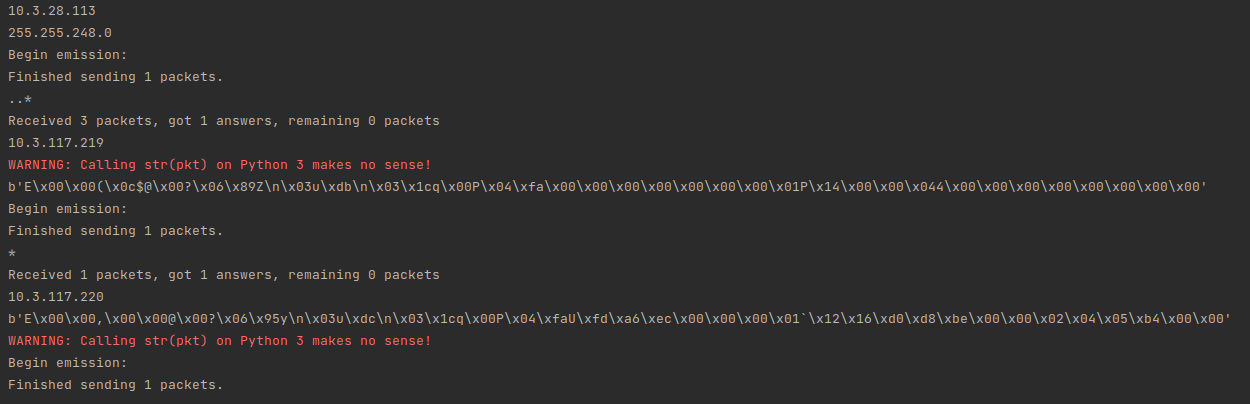 10.3.28.113
255.255.248.0
Begin emission:
Finished sending 1 packets.
..*
Received 3 packets, got 1 answers, remaining 0 packets
10.3.117.219
WARNING: Calling str(pkt) on Python 3 makes no sense!
b'E\x00\x00(\x0c$@\x00?\x06\x89Z\n\x03u\xdb\n\x03\x1cq\x00P\x04\xfa\x00\x00\x00\x00\x00\x00\x00\x01P\x14\x00\x00\x044\x00\x00\x00\x00\x00\x00\x00'
Begin emission:
Finished sending 1 packets.
*
Received 1 packets, got 1 answers, remaining 0 packets
10.3.117.220
b'E\x00\x00,\x00\x00@\x00?\x06\x95y\n\x03u\xdc\n\x03\x1cq\x00P\x04\xfaU\xfd\xa6\xec\x00\x00\x00\x01`\x12\x16\xd0\xd8\xbe\x00\x00\x02\x04\x05\xb4\x00\x00'
WARNING: Calling str(pkt) on Python 3 makes no sense!
Begin emission:
Finished sending 1 packets.